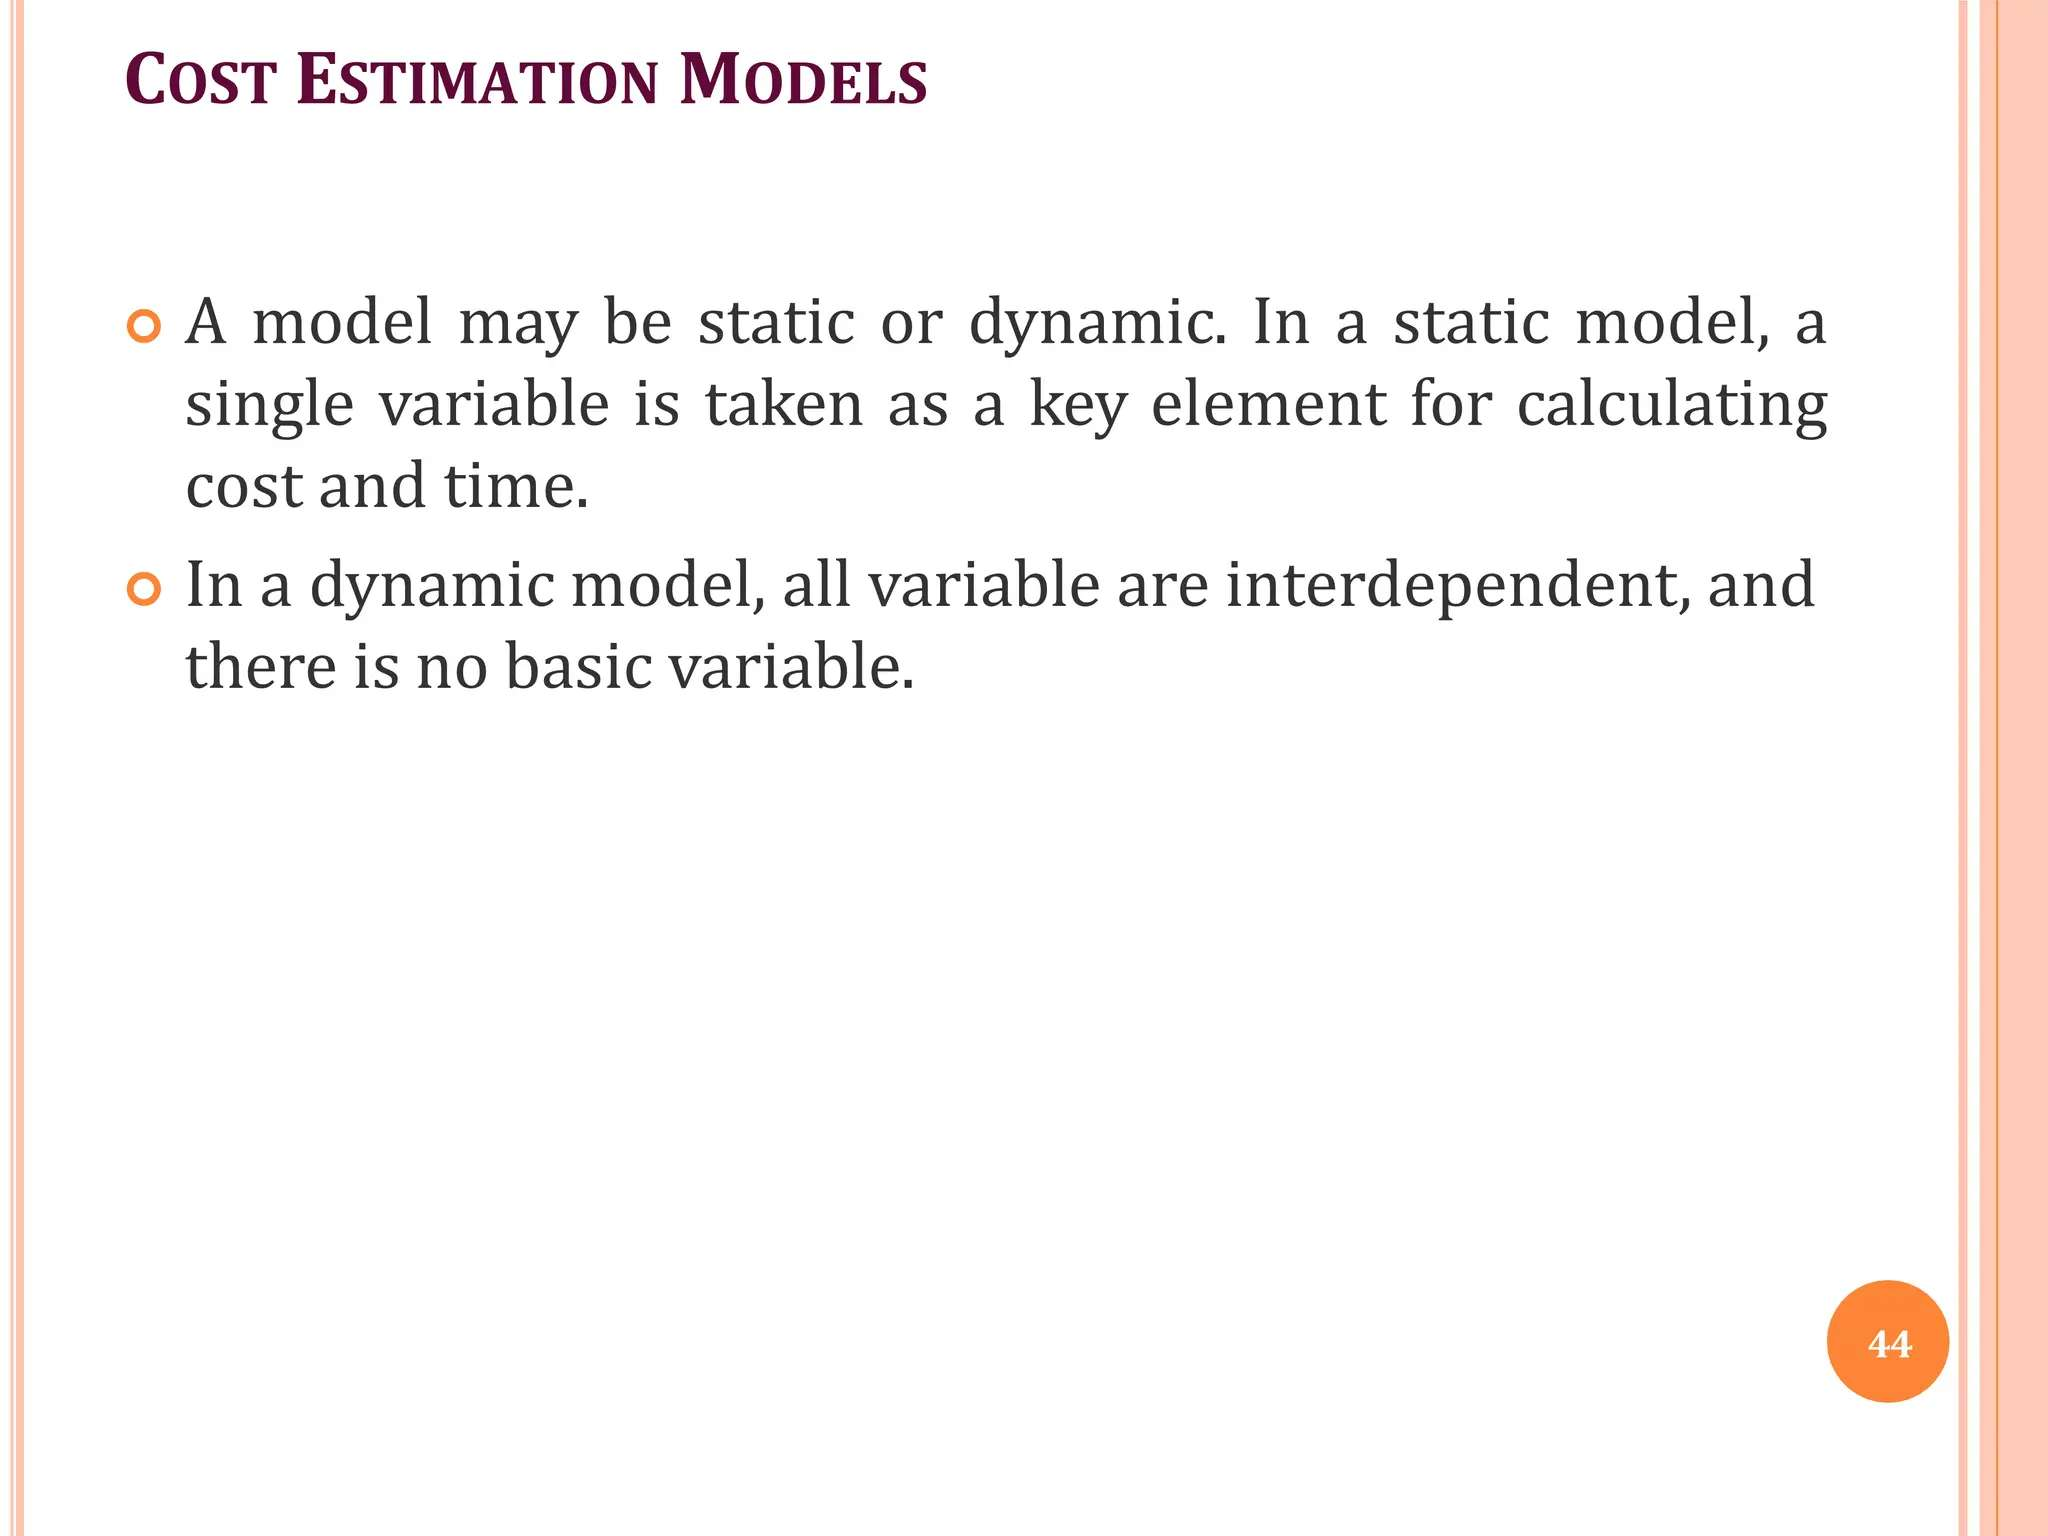 COST ESTIMATION MODELS
A model may be static or dynamic. In a static model, a
single variable is taken as a key element for calculating
cost and time.
In a dynamic model, all variable are interdependent, and
there is no basic variable.
44